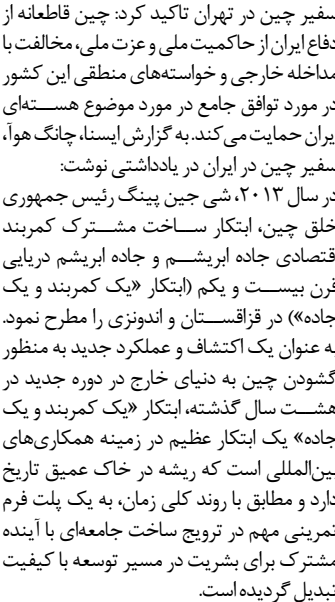 سفیر چین در تهران تاکید کرد: چین قاطعانه از
دفاع ایران از حاکمیت ملی و عزت ملی، مخالفت با
مداخله خارجی و خواسته‌های منطقی این کشور
در مورد توافق جامع در مورد موضوع هسته‌ای
ایران حمایت می‌کند. به گزارش ایسنا، چانگ هوآ،
سفیر چین در ایران در یادداشتی نوشت:
در سال ۲۰۱۳، شی جین پینگ رئیس جمهوری
خلق چین، ابتکار ساخت مشترک کمربند
قتصادی جاده ابریشم و جاده ابریشم دریایی
قرن بیست و یکم (ابتکار «یک کمربند و یک
جاده») در قزاقستان و اندونزی را مطرح نمود.
به عنوان یک اکتشاف و عملکرد جدید به منظور
گشودن چین به دنیای خارج در دوره جدید در
هشت سال گذشته، ابتکار «یک کمربند و یک
جاده» یک ابتکار عظیم در زمینه همکاری‌های
بین‌المللی است که ریشه در خاک عمیق تاریخ
دارد و مطابق با روند کلی زمان، به یک پلت فرم
تمرینی مهم در ترویج ساخت جامعه‌ای با آینده
مشترک برای بشریت در مسیر توسعه با کیفیت
تبدیل گردیده است.